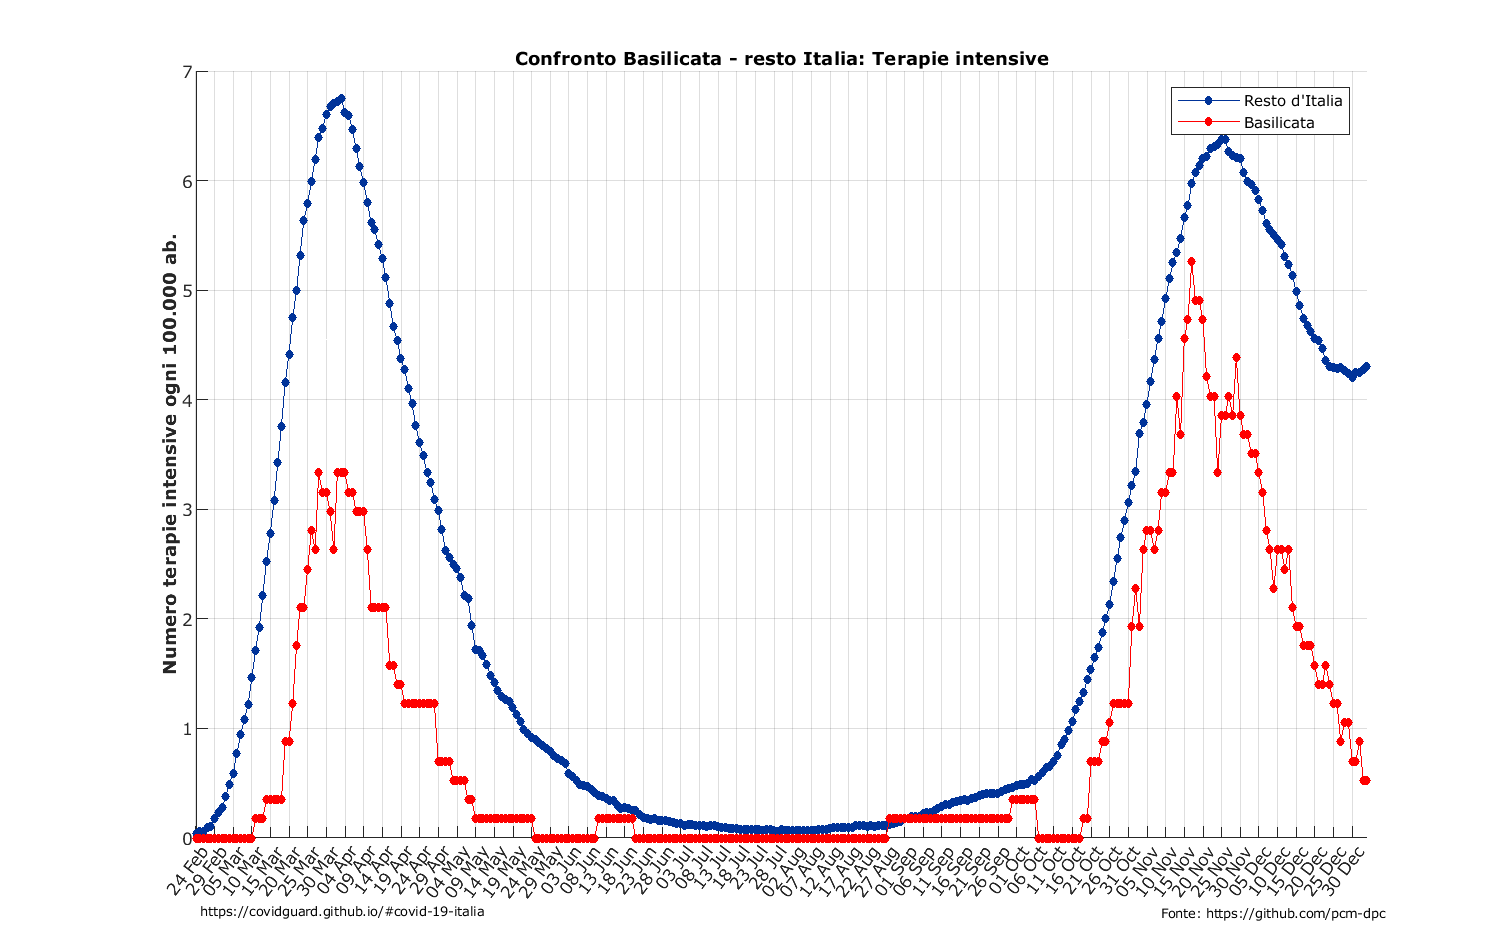 Confronto Basilicata - resto Italia: Terapie intensive
Resto d'Italia
Basilicata
Numero terapie intensive ogni 100.000 ab.
7
6
5
4
3
2
1
0
24 Feb
29 Feb
05 Mar
10 Mar
15 Mar
20 Mar
25 Mar
30 Mar
04 Apr
09 Apr
14 Apr
19 Apr
24 Apr
29 Apr
04 May
09 May
14 May
19 May
24 May
29 May
03 Jun
08 Jun
13 Jun
18 Jun
23 Jun
28 Jun
03 Jul
08 Jul
13 Jul
18 Jul
23 Jul
28 Jul
02 Aug
07 Aug
12 Aug
17 Aug
22 Aug
27 Aug
01 Sep
06 Sep
11 Sep
16 Sep
21 Sep
26 Sep
01 Oct
06 Oct
11 Oct
16 Oct
21 Oct
26 Oct
31 Oct
05 Nov
10 Nov
15 Nov
20 Nov
25 Nov
30 Nov
05 Dec
10 Dec
15 Dec
20 Dec
25 Dec
30 Dec
https://covidguard.github.io/#covid-19-italia
Fonte: https://github.com/pcm-dpc